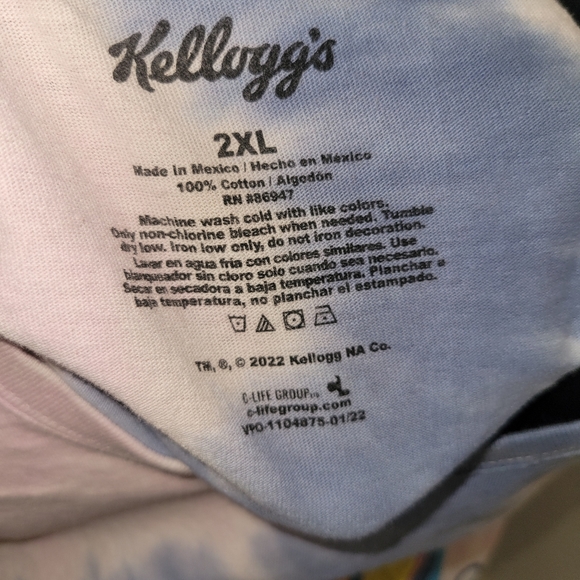 Kellogg's
2XL
Made in Mexico / Hecho en México
100% Cotton / Algodón
RN #86947
Machine wash cold with like colors.
Only non-chlorine bleach when needed. Tumble
dry low. Iron low only, do not iron decoration.
Lavar en agua fria con colores similares. Use
blanqueador sin cloro solo cuando sea necesario.
Secar en secadora a baja temperatura. Planchar a
baja temperatura, no planchar el estampado.
TM, ®, © 2022 Kellogg NA Co.
C-LIFE GROUP
c-lifegroup.com
VPO-1104875-01/22